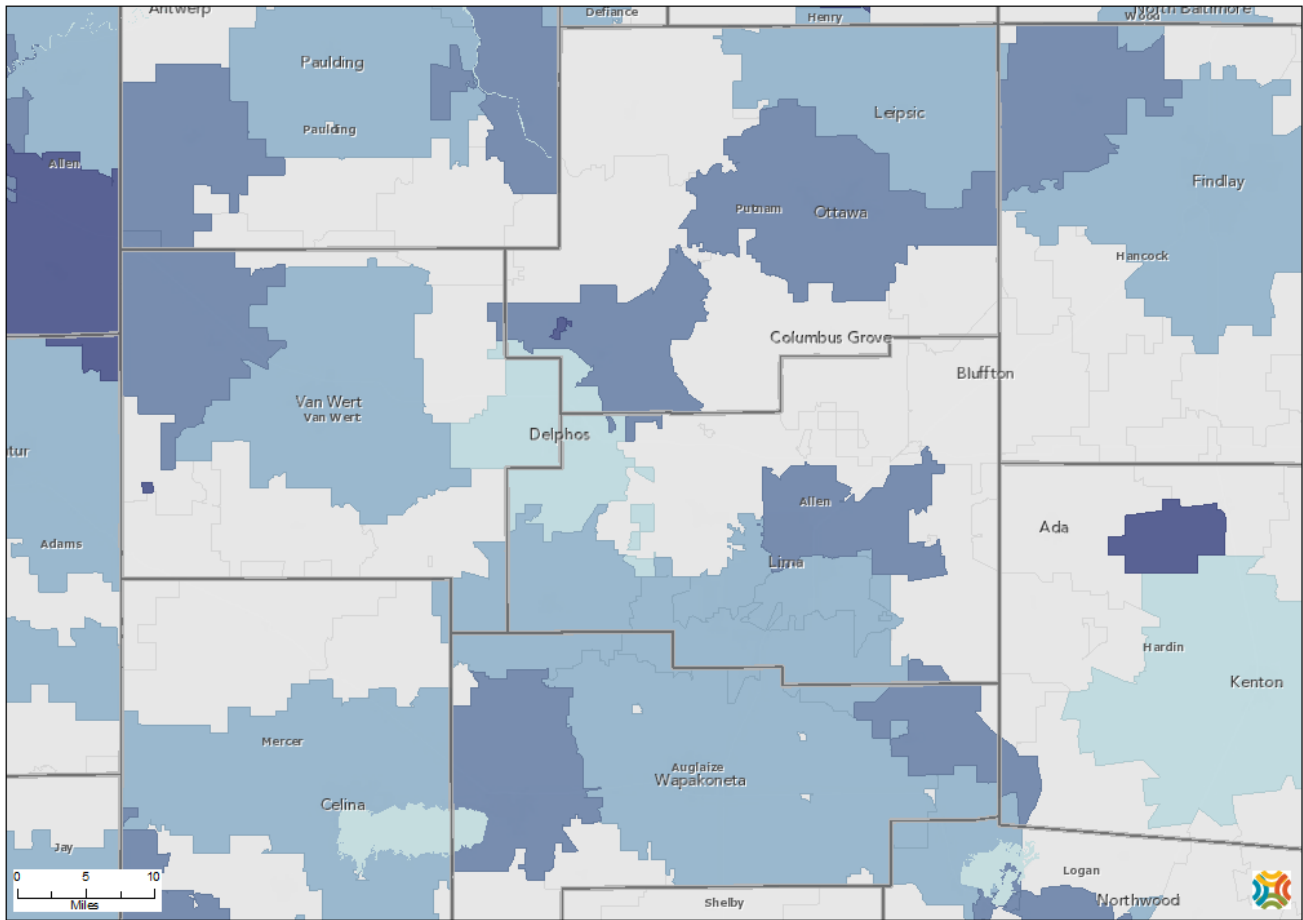 Antwerp
Defiance
Henry
North Baltimore
Wood
Paulding
Leipsic
Paulding
Allen
Findlay
Putnam
Ottawa
Hancock
Columbus Grove
Bluffton
Van Wert
Van Wert
Delphos
tur
Allen
Ada
Adams
Lima
Hardin
Kenton
Mercer
Auglaize
Wapakoneta
Celina
Jay
0 5 10
Miles
Logan
Shelby
Northwood